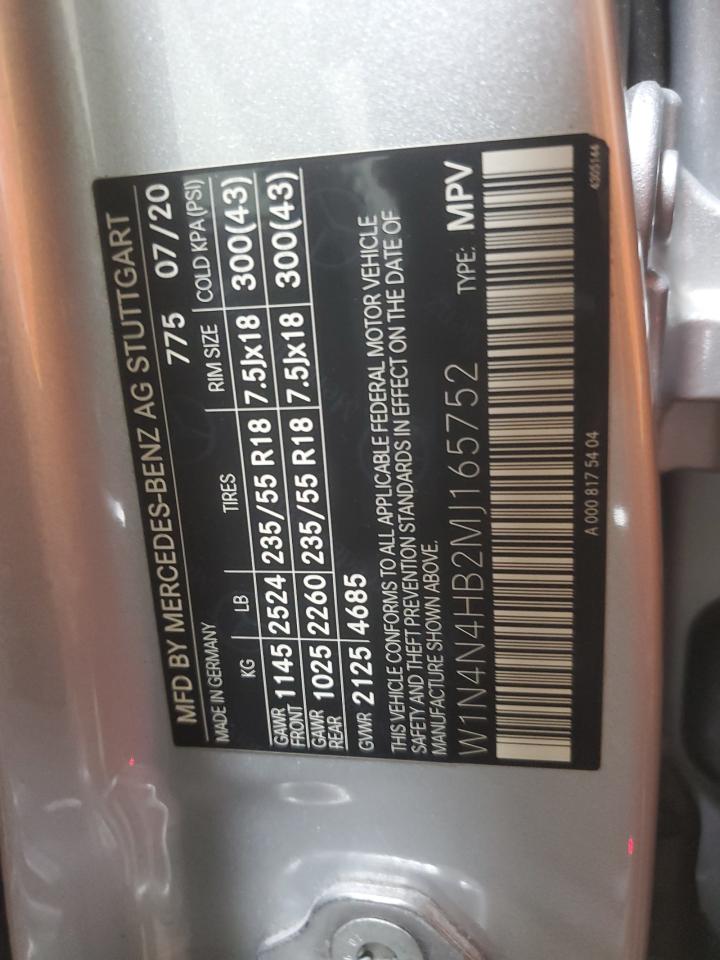 MFD BY MERCEDES-BENZ AG STUTTGART
MADE IN GERMANY 775 07/20
KG LB TIRES RIM SIZE COLD KPA (PSI)
GAWR FRONT 1145 2524 235/55 R18 7.5Jx18 300(43)
GAWR REAR 1025 2260 235/55 R18 7.5Jx18 300(43)
GVWR 2125 4685
THIS VEHICLE CONFORMS TO ALL APPLICABLE FEDERAL MOTOR VEHICLE
SAFETY AND THEFT PREVENTION STANDARDS IN EFFECT ON THE DATE OF
MANUFACTURE SHOWN ABOVE.
W1N4N4HB2MJ165752 TYPE: MPV
A 000 817 54 04 4305144